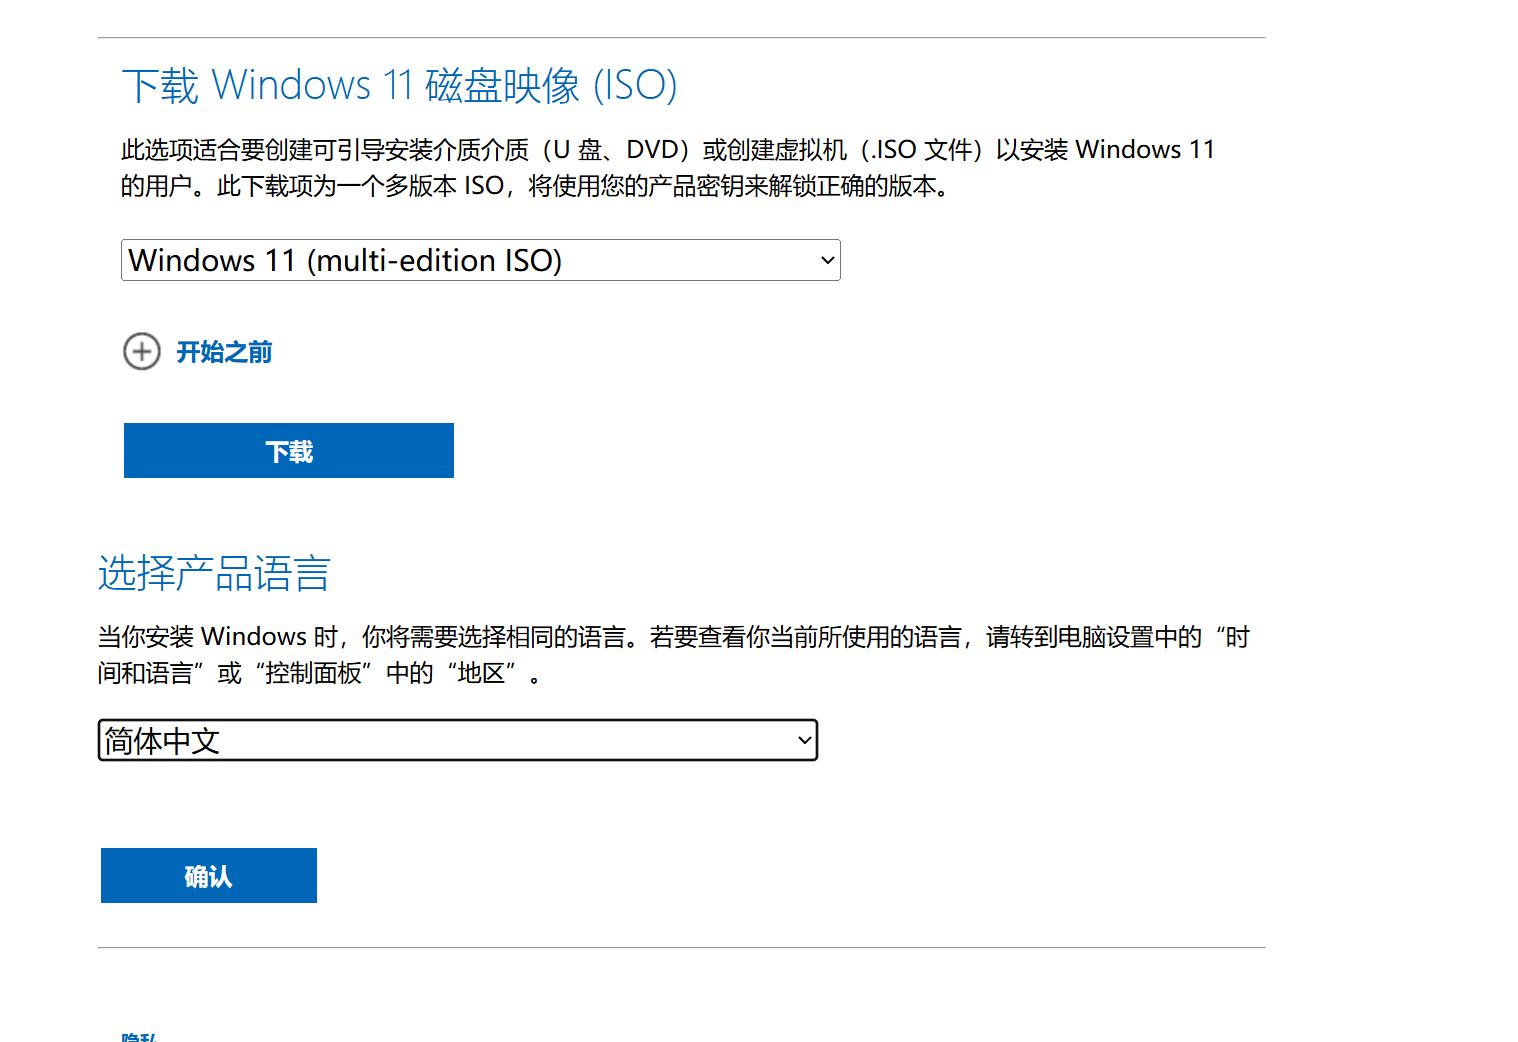 下载 Windows 11 磁盘映像 (ISO)
此选项适合要创建可引导安装介质介质（U 盘、DVD）或创建虚拟机（.ISO 文件）以安装 Windows 11
的用户。此下载项为一个多版本 ISO，将使用您的产品密钥来解锁正确的版本。
Windows 11 (multi-edition ISO)
开始之前
下载
选择产品语言
当你安装 Windows 时，你将需要选择相同的语言。若要查看你当前所使用的语言，请转到电脑设置中的“时
间和语言”或“控制面板”中的“地区”。
简体中文
确认
隐私